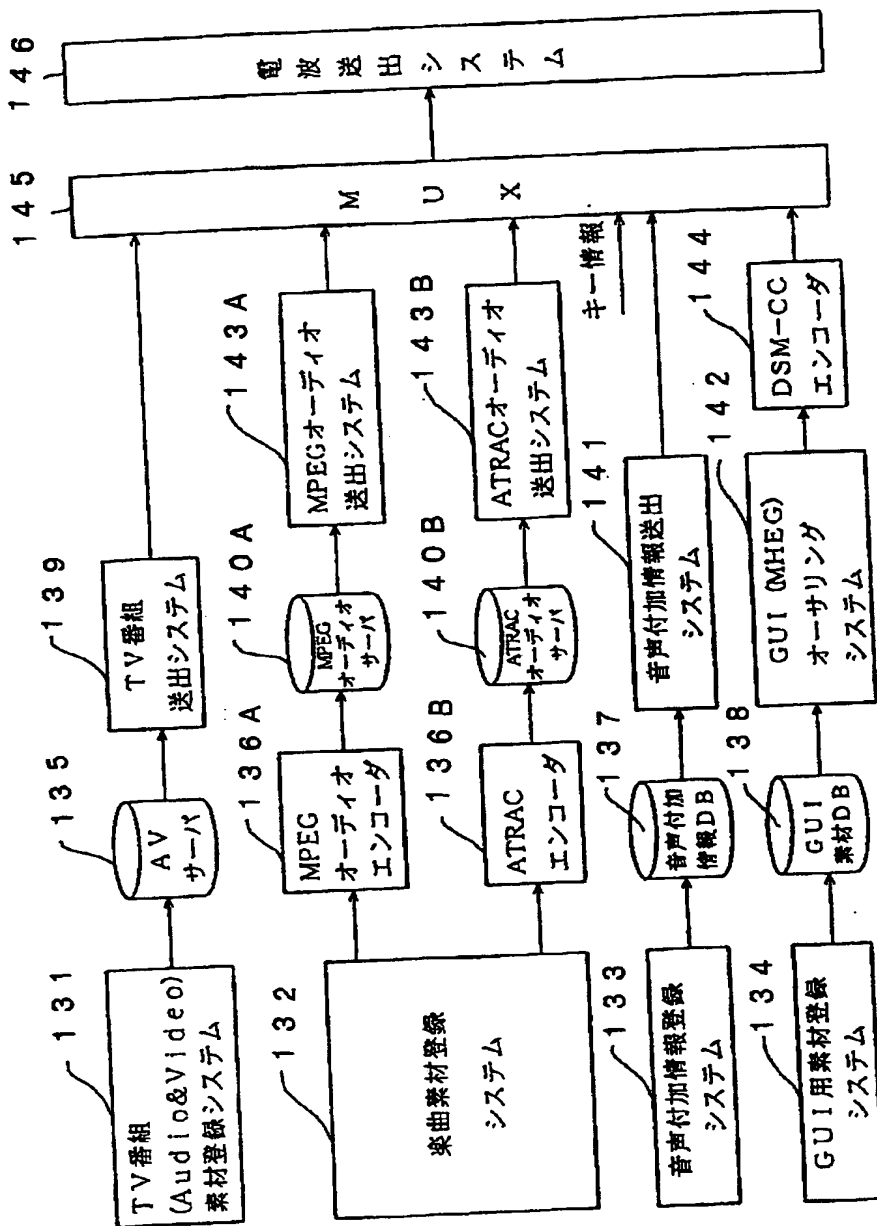 131
TV番組
(Audio&Video)
素材登録システム
135
AV
サーバ
139
TV番組
送出システム
145
MUX
146
電波送出システム
132
楽曲素材登録
システム
136A
MPEG
オーディオ
エンコーダ
140A
MPEG
オーディオ
サーバ
143A
MPEGオーディオ
送出システム
136B
ATRAC
エンコーダ
140B
ATRAC
オーディオ
サーバ
143B
ATRACオーディオ
送出システム
キー情報
133
音声付加情報登録
システム
137
音声付加
情報DB
141
音声付加情報送出
システム
134
GUI用素材登録
システム
138
GUI
素材DB
142
GUI(MHEG)
オーサリング
システム
144
DSM-CC
エンコーダ